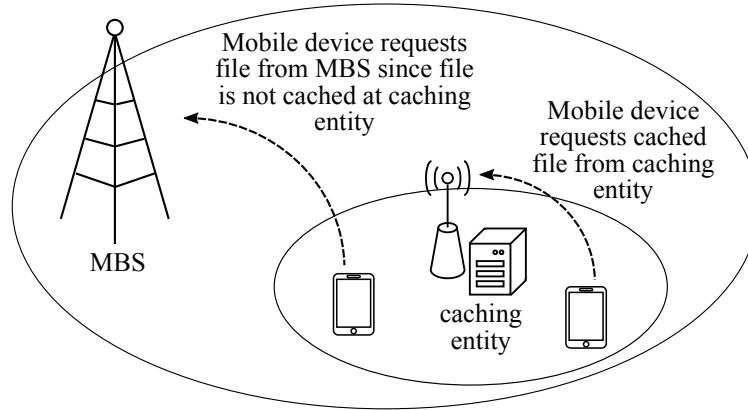 Mobile device requests
file from MBS since file
is not cached at caching
entity
Mobile device
requests cached
file from caching
entity
MBS
caching
entity